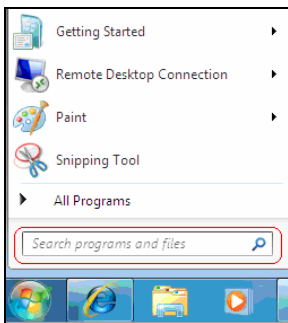 Getting Started
Remote Desktop Connection
Paint
Snipping Tool
All Programs
Search programs and files